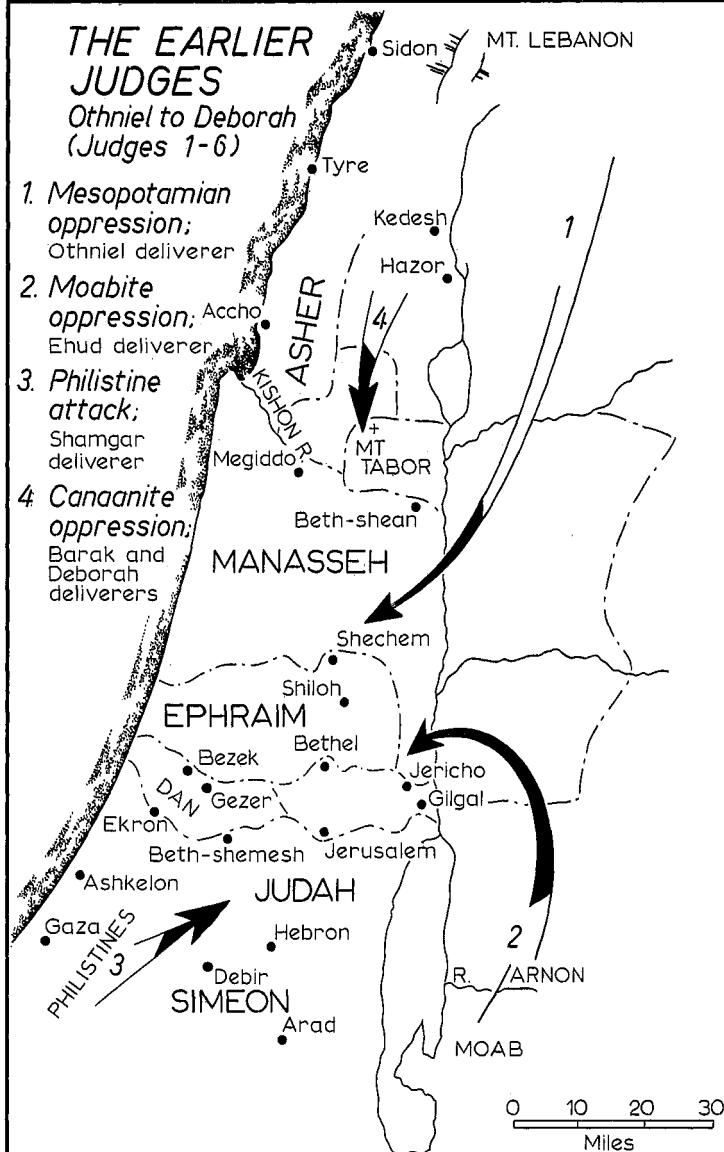 THE EARLIER
JUDGES
Othniel to Deborah
(Judges 1-6)
1. Mesopotamian
oppression;
Othniel deliverer
2. Moabite
oppression;
Ehud deliverer
3. Philistine
attack;
Shamgar
deliverer
4. Canaanite
oppression;
Barak and
Deborah
deliverers
Sidon
MT. LEBANON
Tyre
Kedesh
1
Hazor
Accho
ASHER
4
KISHON R.
MT
TABOR
Megiddo
Beth-shean
MANASSEH
Shechem
Shiloh
EPHRAIM
Bezek
Bethel
Jericho
DAN
Gezer
Gilgal
Ekron
Beth-shemesh
Jerusalem
Ashkelon
JUDAH
Gaza
PHILISTINES
3
Hebron
2
Debir
R. ARNON
SIMEON
Arad
MOAB
0 10 20 30
Miles